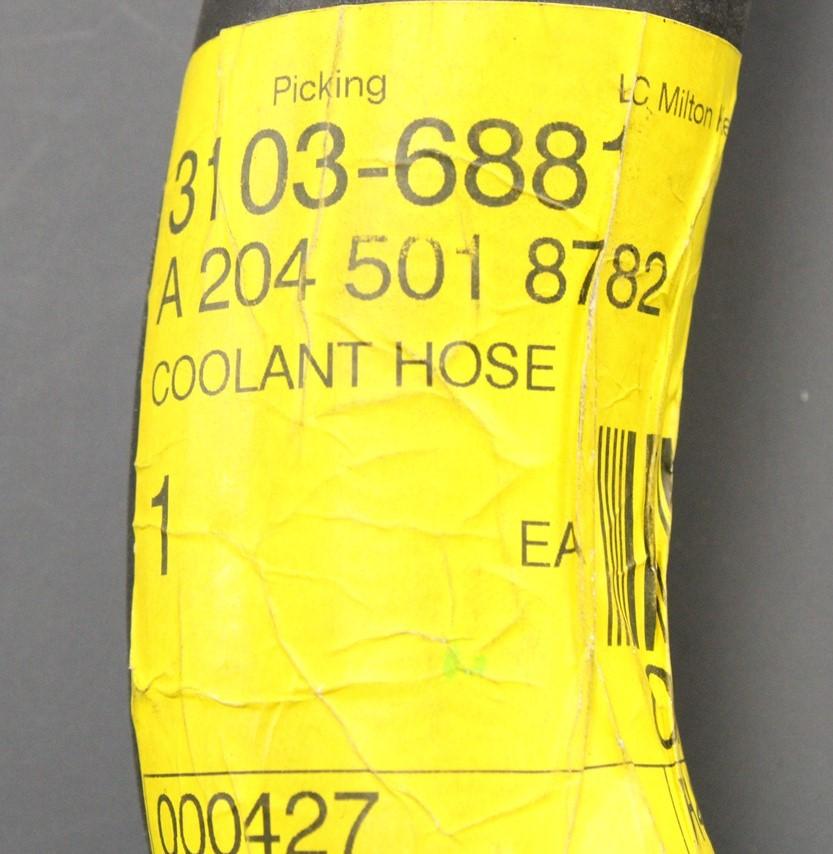 Picking LC Milton
3103-6881
A 204 501 8782
COOLANT HOSE
1 EA
000427